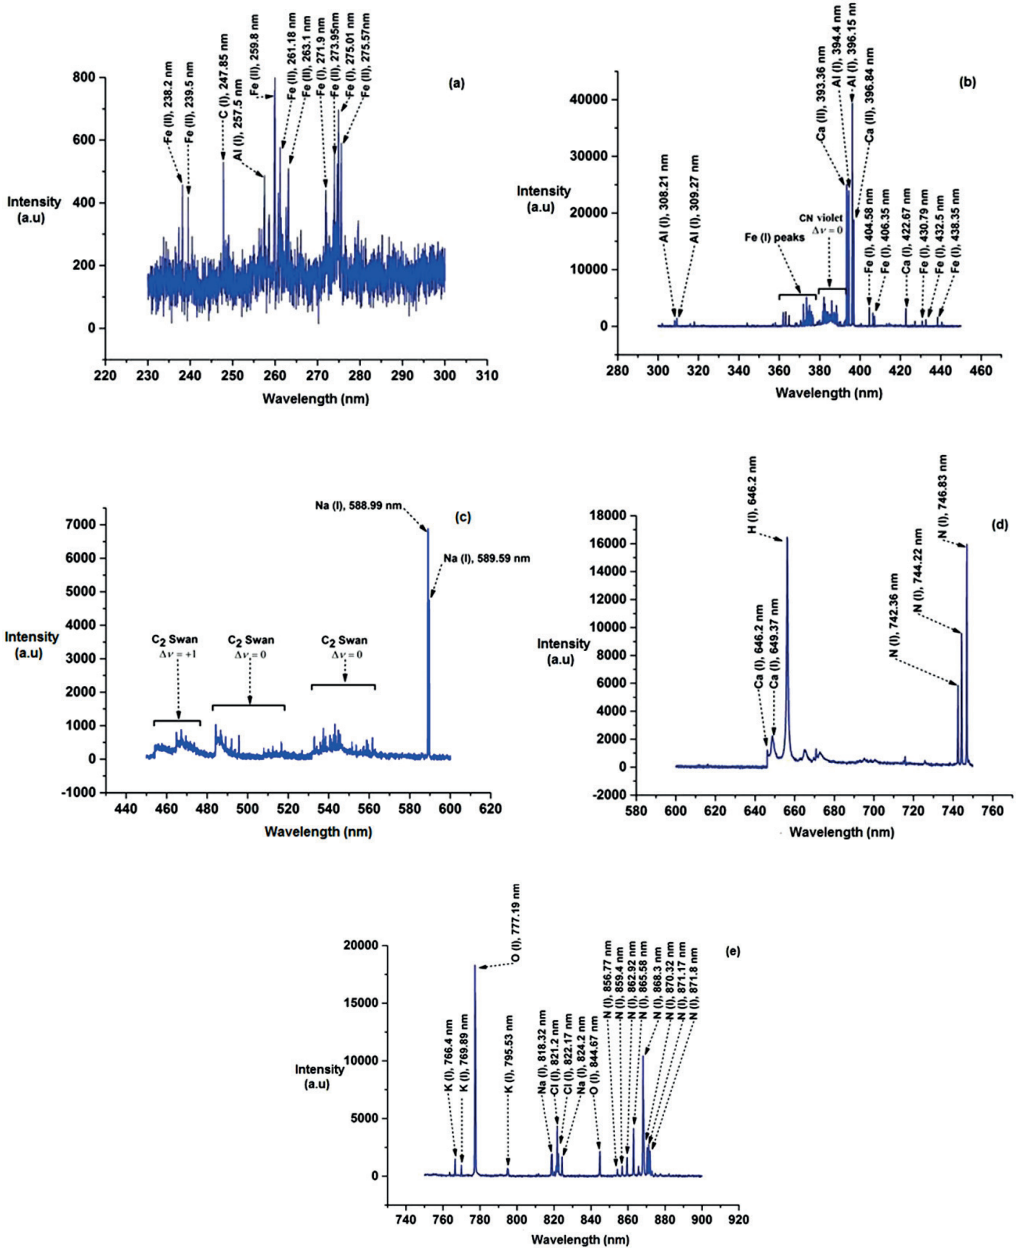 (a)
Fe (II), 238.2 nm
Fe (II), 239.5 nm
C (I), 247.85 nm
Al (I), 257.5 nm
Fe (II), 259.8 nm
Fe (II), 261.18 nm
Fe (II), 263.1 nm
Fe (I), 271.9 nm
Fe (II), 273.95nm
Fe (I), 275.01 nm
Fe (II), 275.57nm
800
600
400
200
0
Intensity
(a.u)
220 230 240 250 260 270 280 290 300 310
Wavelength (nm)
(b)
Al (I), 308.21 nm
Al (I), 309.27 nm
Fe (I) peaks
CN violet
Δν = 0
Ca (II), 393.36 nm
Al (I), 394.4 nm
Al (I), 396.15 nm
Ca (II), 396.84 nm
Fe (I), 404.58 nm
Fe (I), 406.35 nm
Ca (I), 422.67 nm
Fe (I), 430.79 nm
Fe (I), 432.5 nm
Fe (I), 438.35 nm
40000
30000
20000
10000
0
Intensity
(a.u)
280 300 320 340 360 380 400 420 440 460
Wavelength (nm)
(c)
Na (I), 588.99 nm
Na (I), 589.59 nm
C2 Swan
Δν = +1
C2 Swan
Δν = 0
C2 Swan
Δν = 0
7000
6000
5000
4000
3000
2000
1000
0
-1000
Intensity
(a.u)
440 460 480 500 520 540 560 580 600 620
Wavelength (nm)
(d)
Ca (I), 646.2 nm
Ca (I), 649.37 nm
H (I), 646.2 nm
N (I), 742.36 nm
N (I), 744.22 nm
N (I), 746.83 nm
18000
16000
14000
12000
10000
8000
6000
4000
2000
0
-2000
Intensity
(a.u)
580 600 620 640 660 680 700 720 740 760
Wavelength (nm)
(e)
K (I), 766.4 nm
K (I), 769.89 nm
O (I), 777.19 nm
K (I), 795.53 nm
Na (I), 818.32 nm
Cl (I), 821.2 nm
Cl (I), 822.17 nm
Na (I), 824.2 nm
O (I), 844.67 nm
N (I), 856.77 nm
N (I), 859.4 nm
N (I), 862.92 nm
N (I), 865.58 nm
N (I), 868.3 nm
N (I), 870.32 nm
N (I), 871.17 nm
N (I), 871.8 nm
20000
15000
10000
5000
0
Intensity
(a.u)
740 760 780 800 820 840 860 880 900 920
Wavelength (nm)